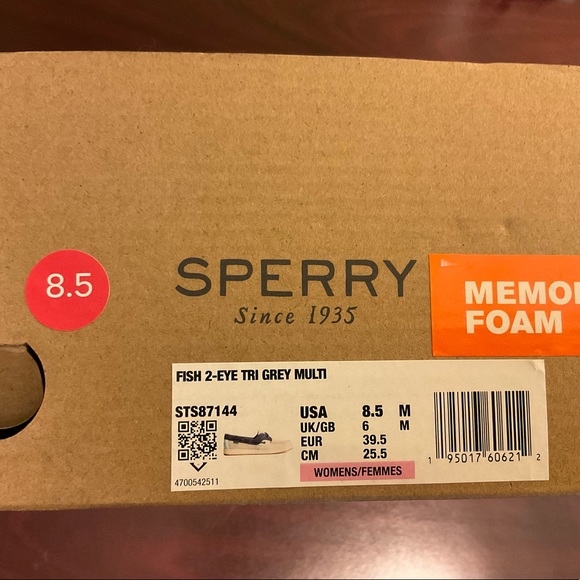 8.5
SPERRY
Since 1935
FOAM
FISH 2-EYE TRI GREY MULTI
STS87144
USA 8.5 M
UK/GB 6 M
EUR 39.5
CM 25.5
WOMENS/FEMMES
4700542511
1 95017 60621 2